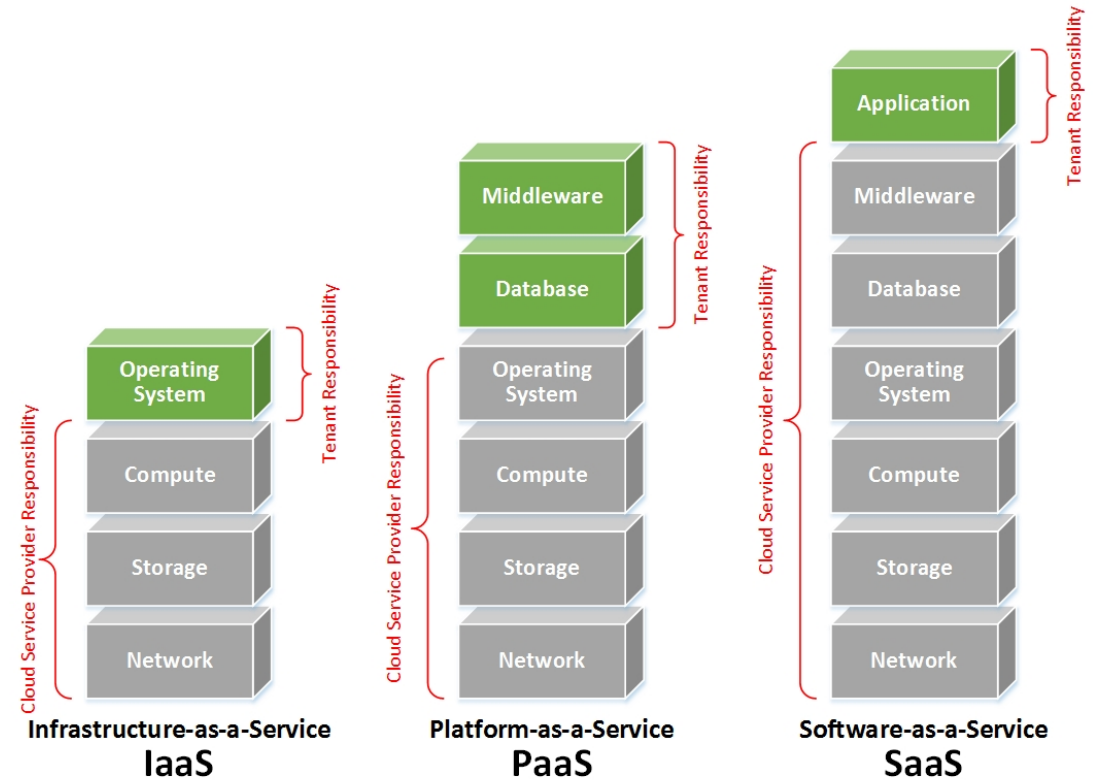 Operating
System
Compute
Storage
Network
Cloud Service Provider Responsibility
Tenant Responsibility
Infrastructure-as-a-Service
IaaS
Middleware
Database
Operating
System
Compute
Storage
Network
Cloud Service Provider Responsibility
Tenant Responsibility
Platform-as-a-Service
PaaS
Application
Middleware
Database
Operating
System
Compute
Storage
Network
Cloud Service Provider Responsibility
Tenant Responsibility
Software-as-a-Service
SaaS